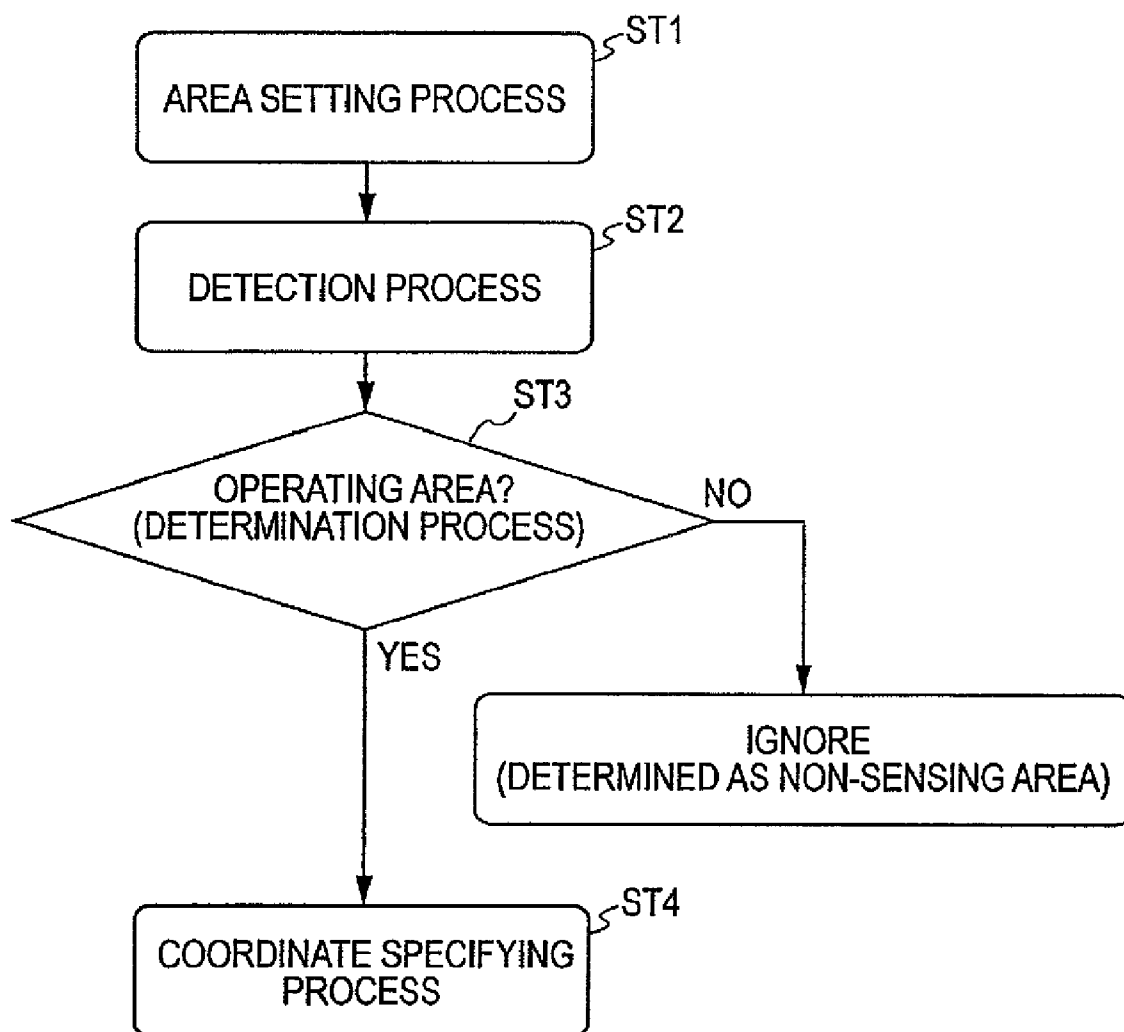 ST1
AREA SETTING PROCESS
ST2
DETECTION PROCESS
ST3
OPERATING AREA?
(DETERMINATION PROCESS)
NO
YES
IGNORE
(DETERMINED AS NON-SENSING AREA)
ST4
COORDINATE SPECIFYING
PROCESS